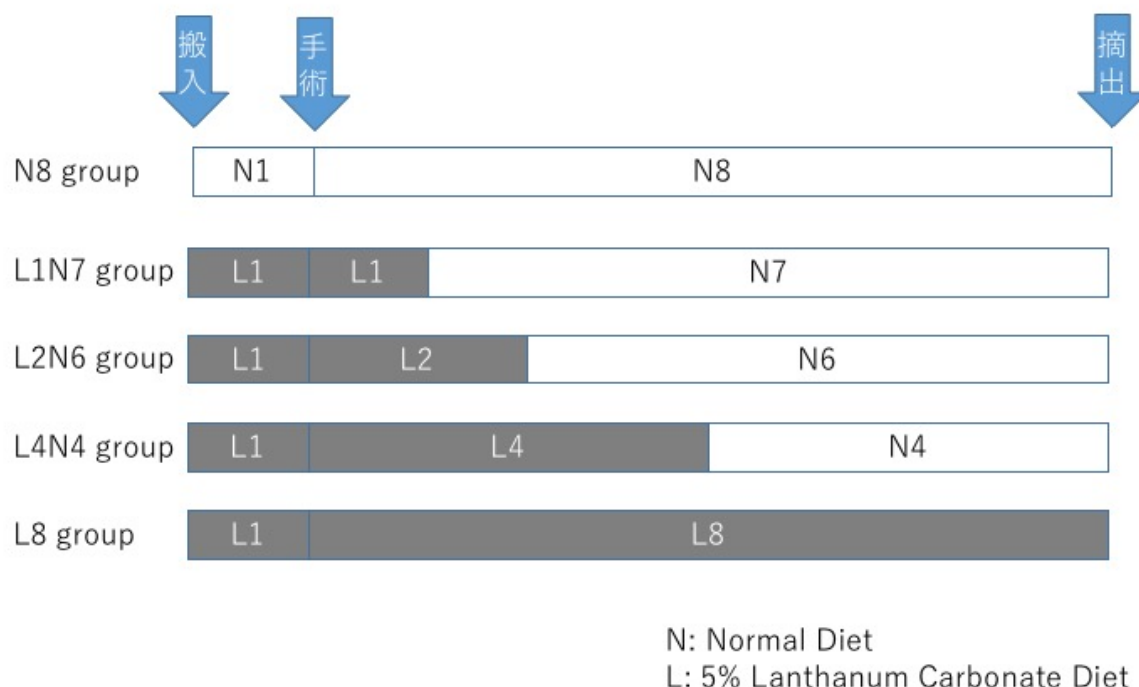 搬入
手術
摘出
N8 group
N1
N8
L1N7 group
L1
L1
N7
L2N6 group
L1
L2
N6
L4N4 group
L1
L4
N4
L8 group
L1
L8
N: Normal Diet
L: 5% Lanthanum Carbonate Diet